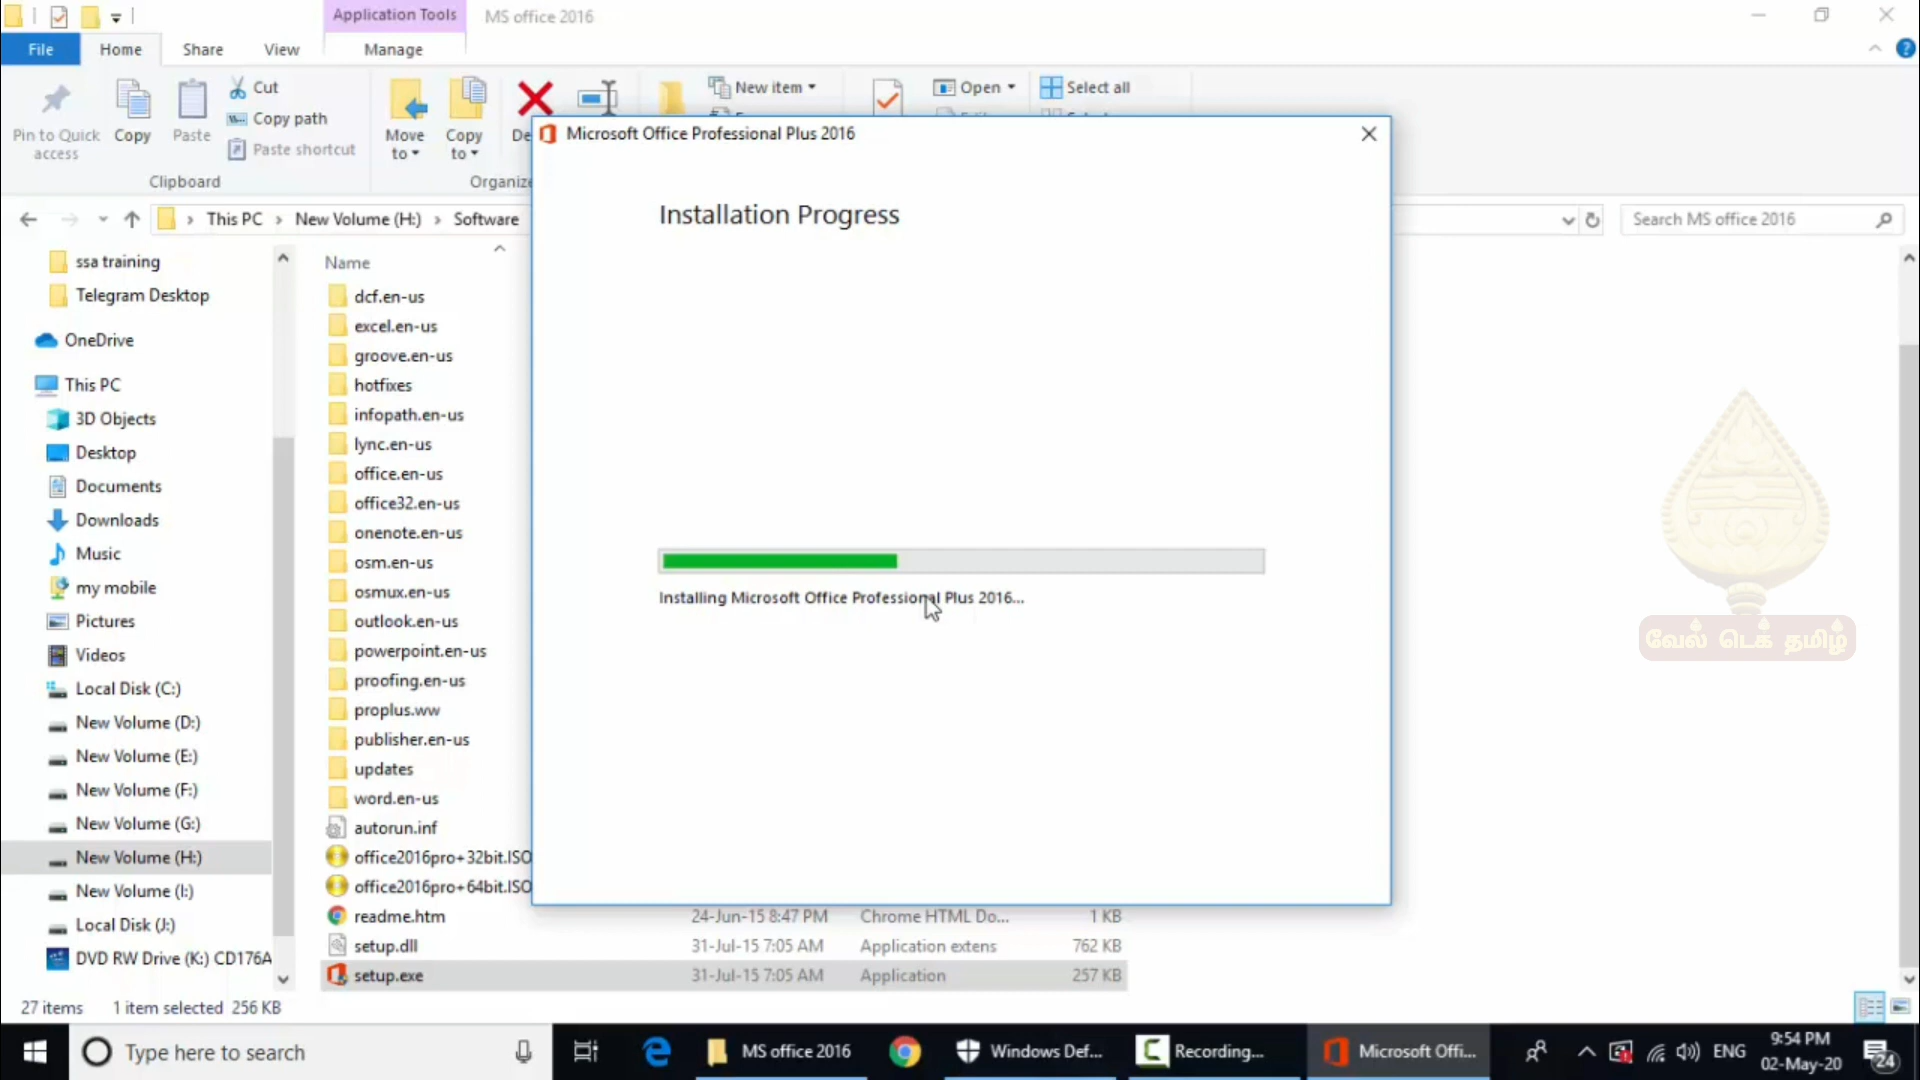 Application Tools
MS office 2016
File
Home
Share
View
Manage
Pin to Quick
access
Copy
Paste
Cut
Copy path
Paste shortcut
Clipboard
Move
to
Copy
to
Organize
New item
Open
Select all
This PC
New Volume (H:)
Software
Search MS office 2016
ssa training
Telegram Desktop
OneDrive
This PC
3D Objects
Desktop
Documents
Downloads
Music
my mobile
Pictures
Videos
Local Disk (C:)
New Volume (D:)
New Volume (E:)
New Volume (F:)
New Volume (G:)
New Volume (H:)
New Volume (I:)
Local Disk (J:)
DVD RW Drive (K:) CD176A
Name
dcf.en-us
excel.en-us
groove.en-us
hotfixes
infopath.en-us
lync.en-us
office.en-us
office32.en-us
onenote.en-us
osm.en-us
osmux.en-us
outlook.en-us
powerpoint.en-us
proofing.en-us
proplus.ww
publisher.en-us
updates
word.en-us
autorun.inf
office2016pro+32bit.ISO
office2016pro+64bit.ISO
readme.htm 24-Jun-15 8:47 PM Chrome HTML Do... 1 KB
setup.dll 31-Jul-15 7:05 AM Application extens 762 KB
setup.exe 31-Jul-15 7:05 AM Application 257 KB
Microsoft Office Professional Plus 2016
Installation Progress
Installing Microsoft Office Professional Plus 2016...
வேல் டெக் தமிழ்
27 items 1 item selected 256 KB
Type here to search
MS office 2016
Windows Def...
Recording...
Microsoft Offi...
ENG
9:54 PM
02-May-20
24